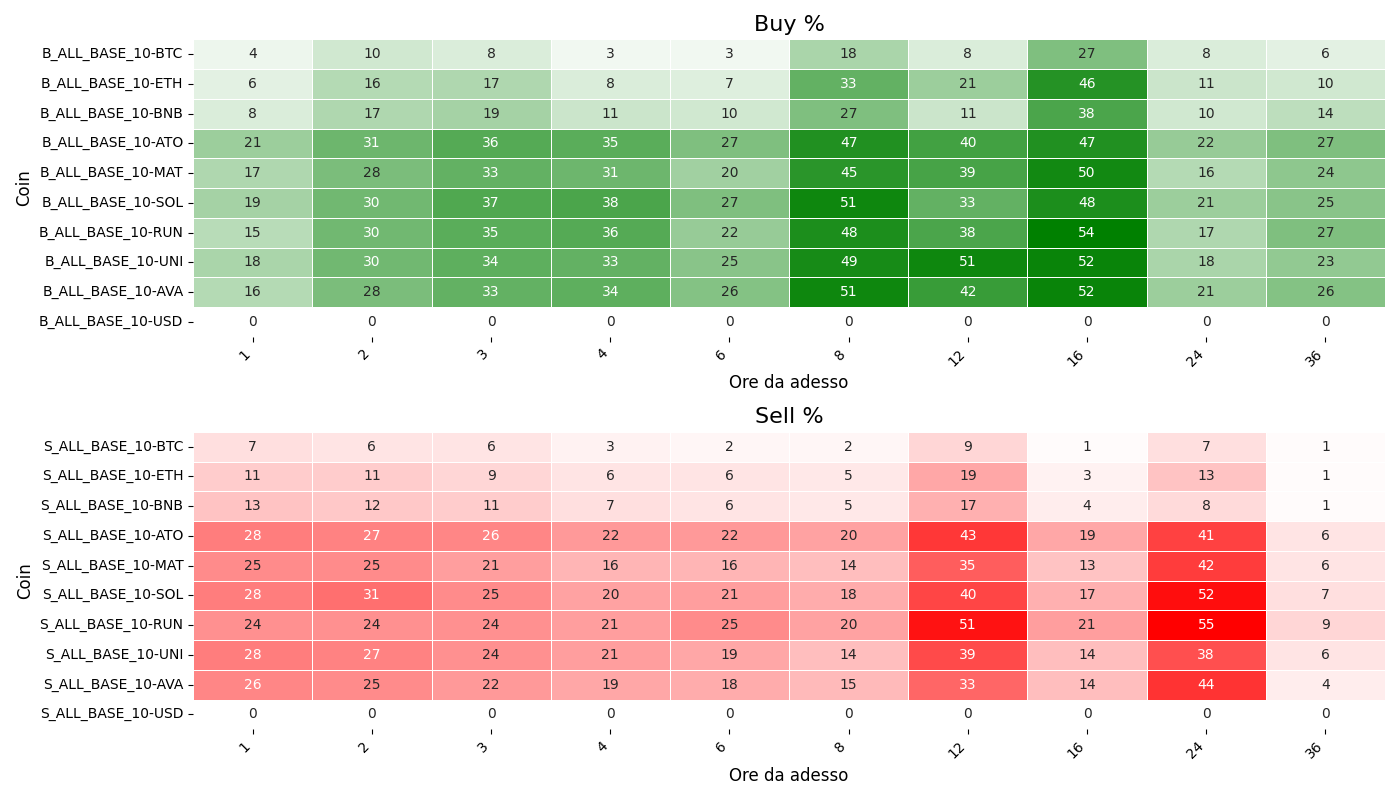 Buy %
Coin
B_ALL_BASE_10-BTC 4 10 8 3 3 18 8 27 8 6
B_ALL_BASE_10-ETH 6 16 17 8 7 33 21 46 11 10
B_ALL_BASE_10-BNB 8 17 19 11 10 27 11 38 10 14
B_ALL_BASE_10-ATO 21 31 36 35 27 47 40 47 22 27
B_ALL_BASE_10-MAT 17 28 33 31 20 45 39 50 16 24
B_ALL_BASE_10-SOL 19 30 37 38 27 51 33 48 21 25
B_ALL_BASE_10-RUN 15 30 35 36 22 48 38 54 17 27
B_ALL_BASE_10-UNI 18 30 34 33 25 49 51 52 18 23
B_ALL_BASE_10-AVA 16 28 33 34 26 51 42 52 21 26
B_ALL_BASE_10-USD 0 0 0 0 0 0 0 0 0 0
1 2 3 4 6 8 12 16 24 36
Ore da adesso
Sell %
Coin
S_ALL_BASE_10-BTC 7 6 6 3 2 2 9 1 7 1
S_ALL_BASE_10-ETH 11 11 9 6 6 5 19 3 13 1
S_ALL_BASE_10-BNB 13 12 11 7 6 5 17 4 8 1
S_ALL_BASE_10-ATO 28 27 26 22 22 20 43 19 41 6
S_ALL_BASE_10-MAT 25 25 21 16 16 14 35 13 42 6
S_ALL_BASE_10-SOL 28 31 25 20 21 18 40 17 52 7
S_ALL_BASE_10-RUN 24 24 24 21 25 20 51 21 55 9
S_ALL_BASE_10-UNI 28 27 24 21 19 14 39 14 38 6
S_ALL_BASE_10-AVA 26 25 22 19 18 15 33 14 44 4
S_ALL_BASE_10-USD 0 0 0 0 0 0 0 0 0 0
1 2 3 4 6 8 12 16 24 36
Ore da adesso